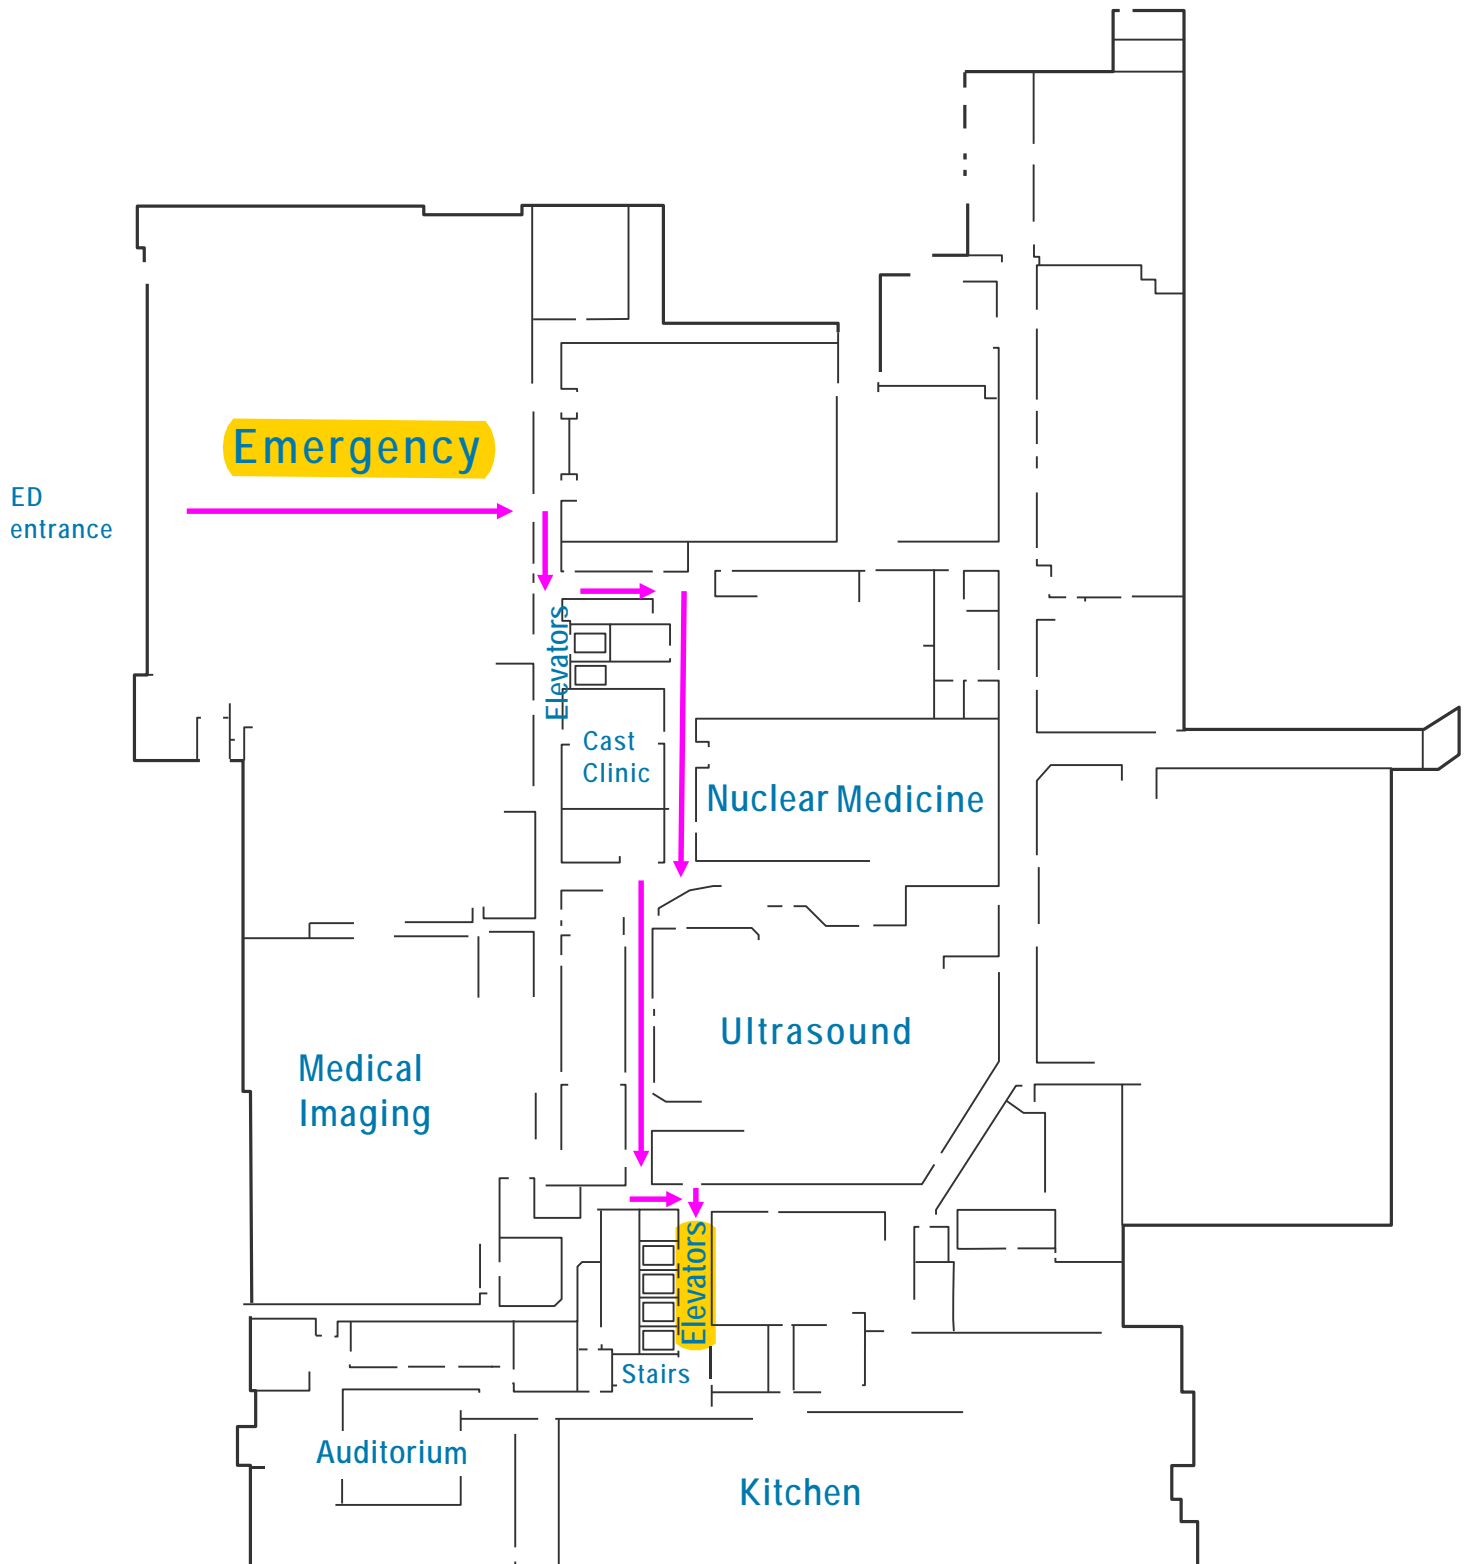 Emergency
ED
entrance
Elevators
Cast
Clinic
Nuclear Medicine
Ultrasound
Medical
Imaging
Elevators
Stairs
Auditorium
Kitchen